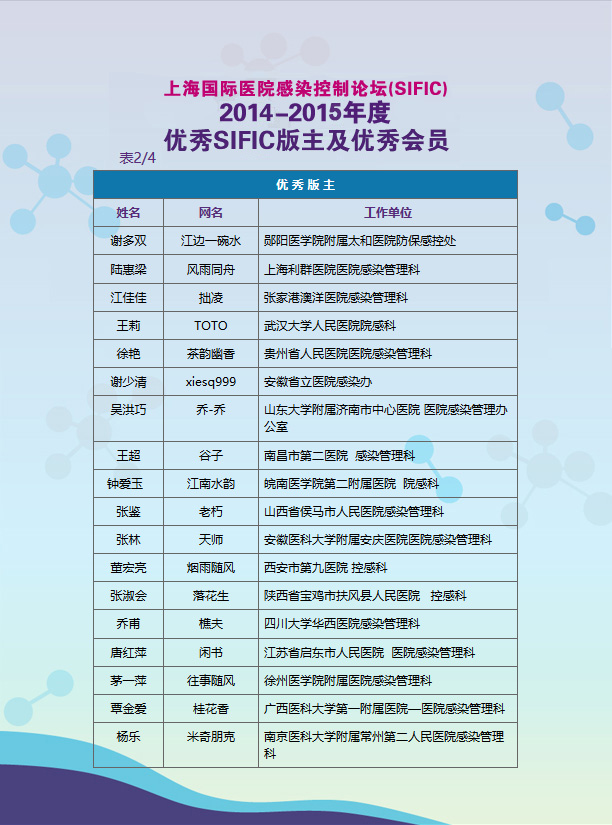 上海国际医院感染控制论坛(SIFIC)
2014-2015年度
优秀SIFIC版主及优秀会员
表2/4
优秀版主
姓名 网名 工作单位
谢多双 江边一碗水 郧阳医学院附属太和医院防保感控处
陆惠梁 风雨同舟 上海利群医院医院感染管理科
江佳佳 拙凌 张家港澳洋医院感染管理科
王莉 TOTO 武汉大学人民医院院感科
徐艳 茶韵幽香 贵州省人民医院医院感染管理科
谢少清 xiesq999 安徽省立医院感染办
吴洪巧 乔-乔 山东大学附属济南市中心医院 医院感染管理办
公室
王超 谷子 南昌市第二医院 感染管理科
钟爱玉 江南水韵 皖南医学院第二附属医院 院感科
张鉴 老朽 山西省侯马市人民医院感染管理科
张林 天师 安徽医科大学附属安庆医院医院感染管理科
董宏亮 烟雨随风 西安市第九医院 控感科
张淑会 落花生 陕西省宝鸡市扶风县人民医院 控感科
乔甫 樵夫 四川大学华西医院感染管理科
唐红萍 闲书 江苏省启东市人民医院 医院感染管理科
茅一萍 往事随风 徐州医学院附属医院感染管理科
覃金爱 桂花香 广西医科大学第一附属医院—医院感染管理科
杨乐 米奇朋克 南京医科大学附属常州第二人民医院感染管理
科